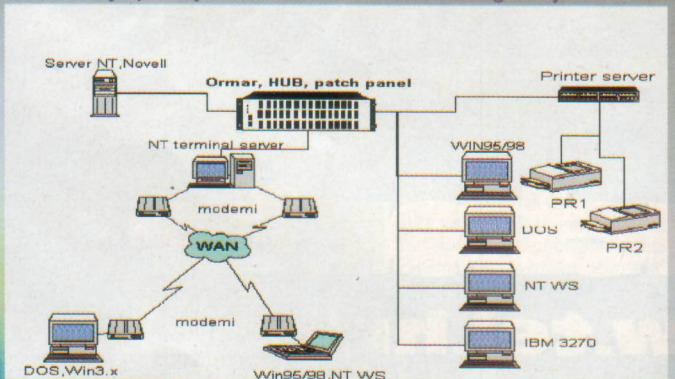 Server NT,Novell
Ormar, HUB, patch panel
Printer server
NT terminal server
WIN95/98
modemi
PR1
DOS
PR2
WAN
NT WS
modemi
IBM 3270
DOS,Win3.x
Win95/98,NT WS